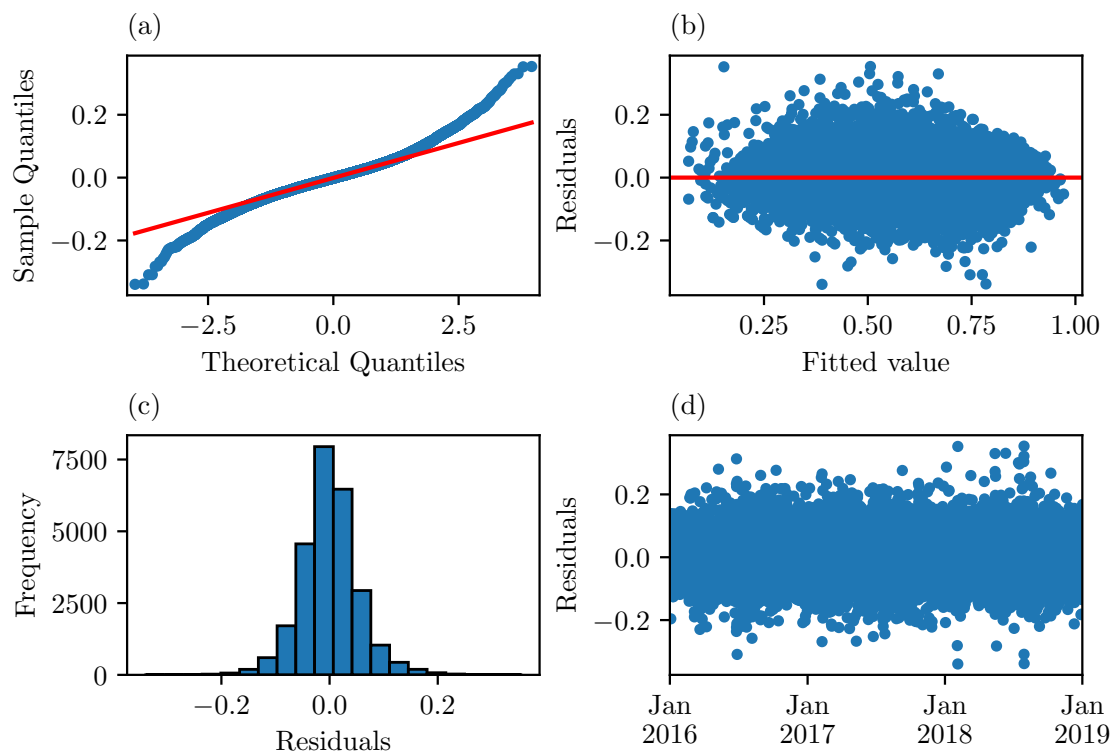 (a)
Sample Quantiles
0.2
0.0
−0.2
−2.5 0.0 2.5
Theoretical Quantiles
(b)
Residuals
0.2
0.0
−0.2
0.25 0.50 0.75 1.00
Fitted value
(c)
Frequency
7500
5000
2500
0
−0.2 0.0 0.2
Residuals
(d)
Residuals
0.2
0.0
−0.2
Jan Jan Jan Jan
2016 2017 2018 2019